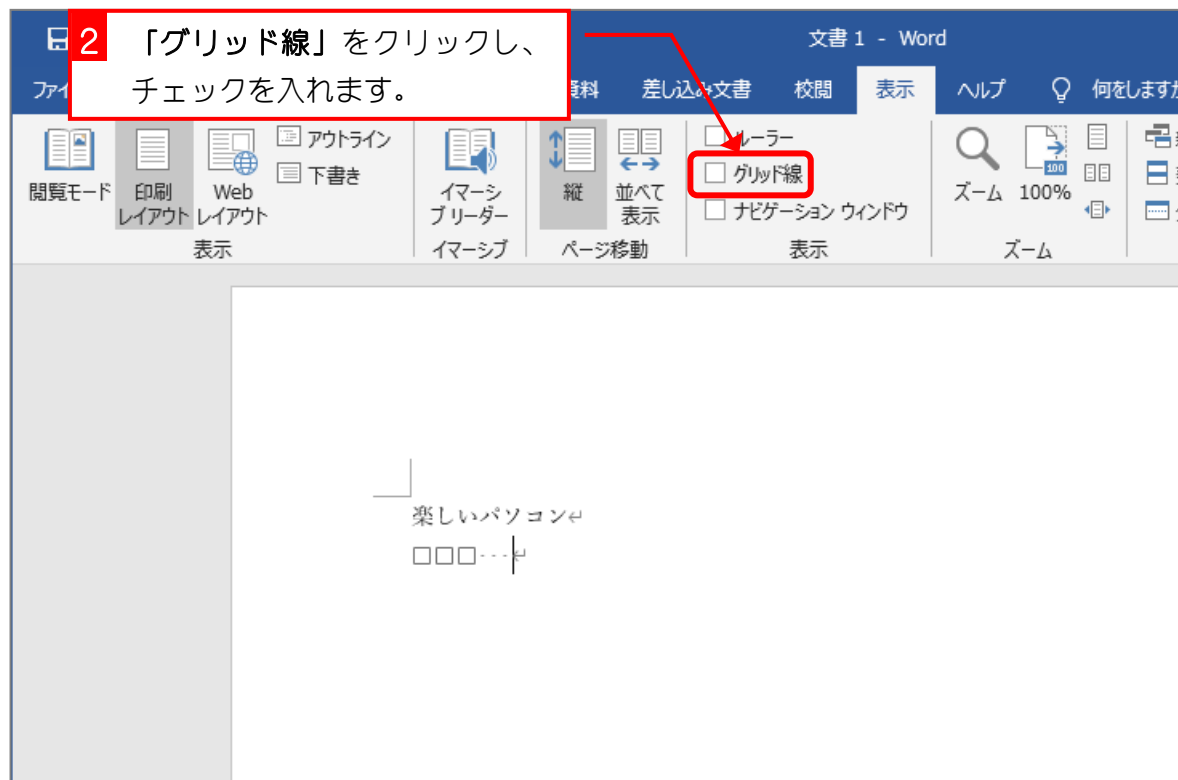 2 「グリッド線」をクリックし、
チェックを入れます。
文書 1 - Word
差し込み文書 校閲 表示 ヘルプ 何をしますか
閲覧モード 印刷レイアウト Webレイアウト アウトライン 下書き
表示
イマーシブ リーダー
イマーシブ
縦 並べて表示
ページ移動
ルーラー
グリッド線
ナビゲーション ウィンドウ
表示
ズーム 100% 100
ズーム
楽しいパソコン↵
□□□···↵